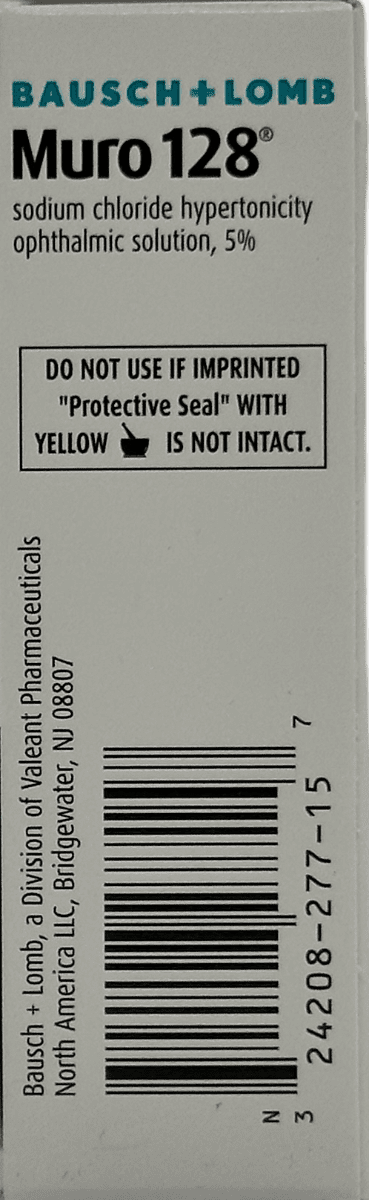 BAUSCH+LOMB
Muro 128®
sodium chloride hypertonicity
ophthalmic solution, 5%
DO NOT USE IF IMPRINTED
"Protective Seal" WITH
YELLOW IS NOT INTACT.
Bausch + Lomb, a Division of Valeant Pharmaceuticals
North America LLC, Bridgewater, NJ 08807
N
3 24208-277-15 7